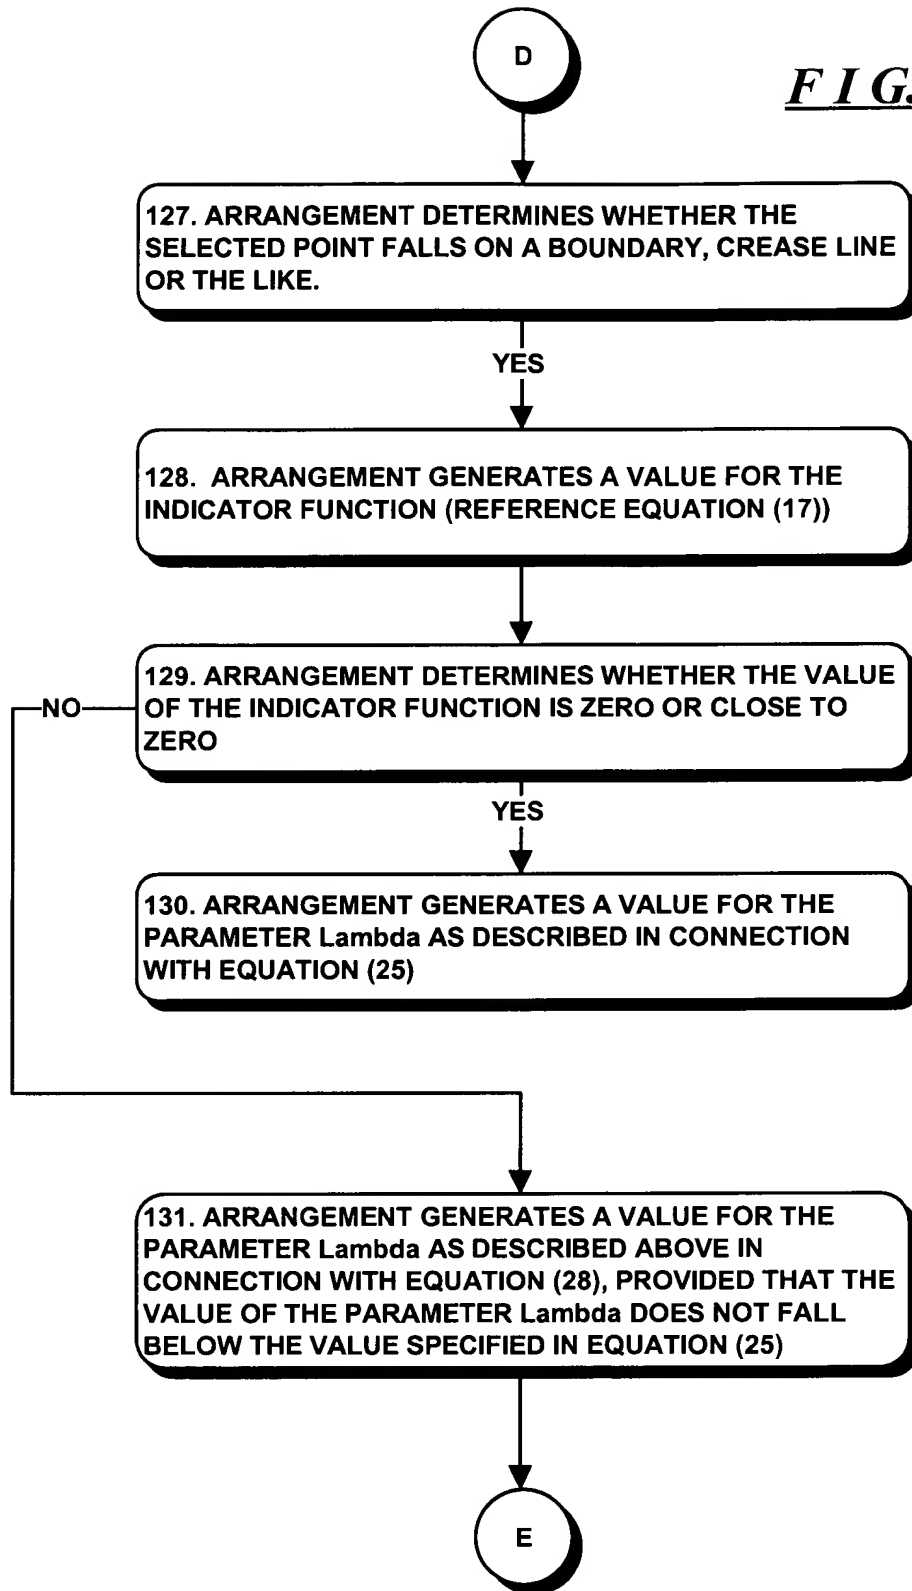 D
F I G.
127. ARRANGEMENT DETERMINES WHETHER THE
SELECTED POINT FALLS ON A BOUNDARY, CREASE LINE
OR THE LIKE.
YES
128. ARRANGEMENT GENERATES A VALUE FOR THE
INDICATOR FUNCTION (REFERENCE EQUATION (17))
129. ARRANGEMENT DETERMINES WHETHER THE VALUE
OF THE INDICATOR FUNCTION IS ZERO OR CLOSE TO
ZERO
NO
YES
130. ARRANGEMENT GENERATES A VALUE FOR THE
PARAMETER Lambda AS DESCRIBED IN CONNECTION
WITH EQUATION (25)
131. ARRANGEMENT GENERATES A VALUE FOR THE
PARAMETER Lambda AS DESCRIBED ABOVE IN
CONNECTION WITH EQUATION (28), PROVIDED THAT THE
VALUE OF THE PARAMETER Lambda DOES NOT FALL
BELOW THE VALUE SPECIFIED IN EQUATION (25)
E